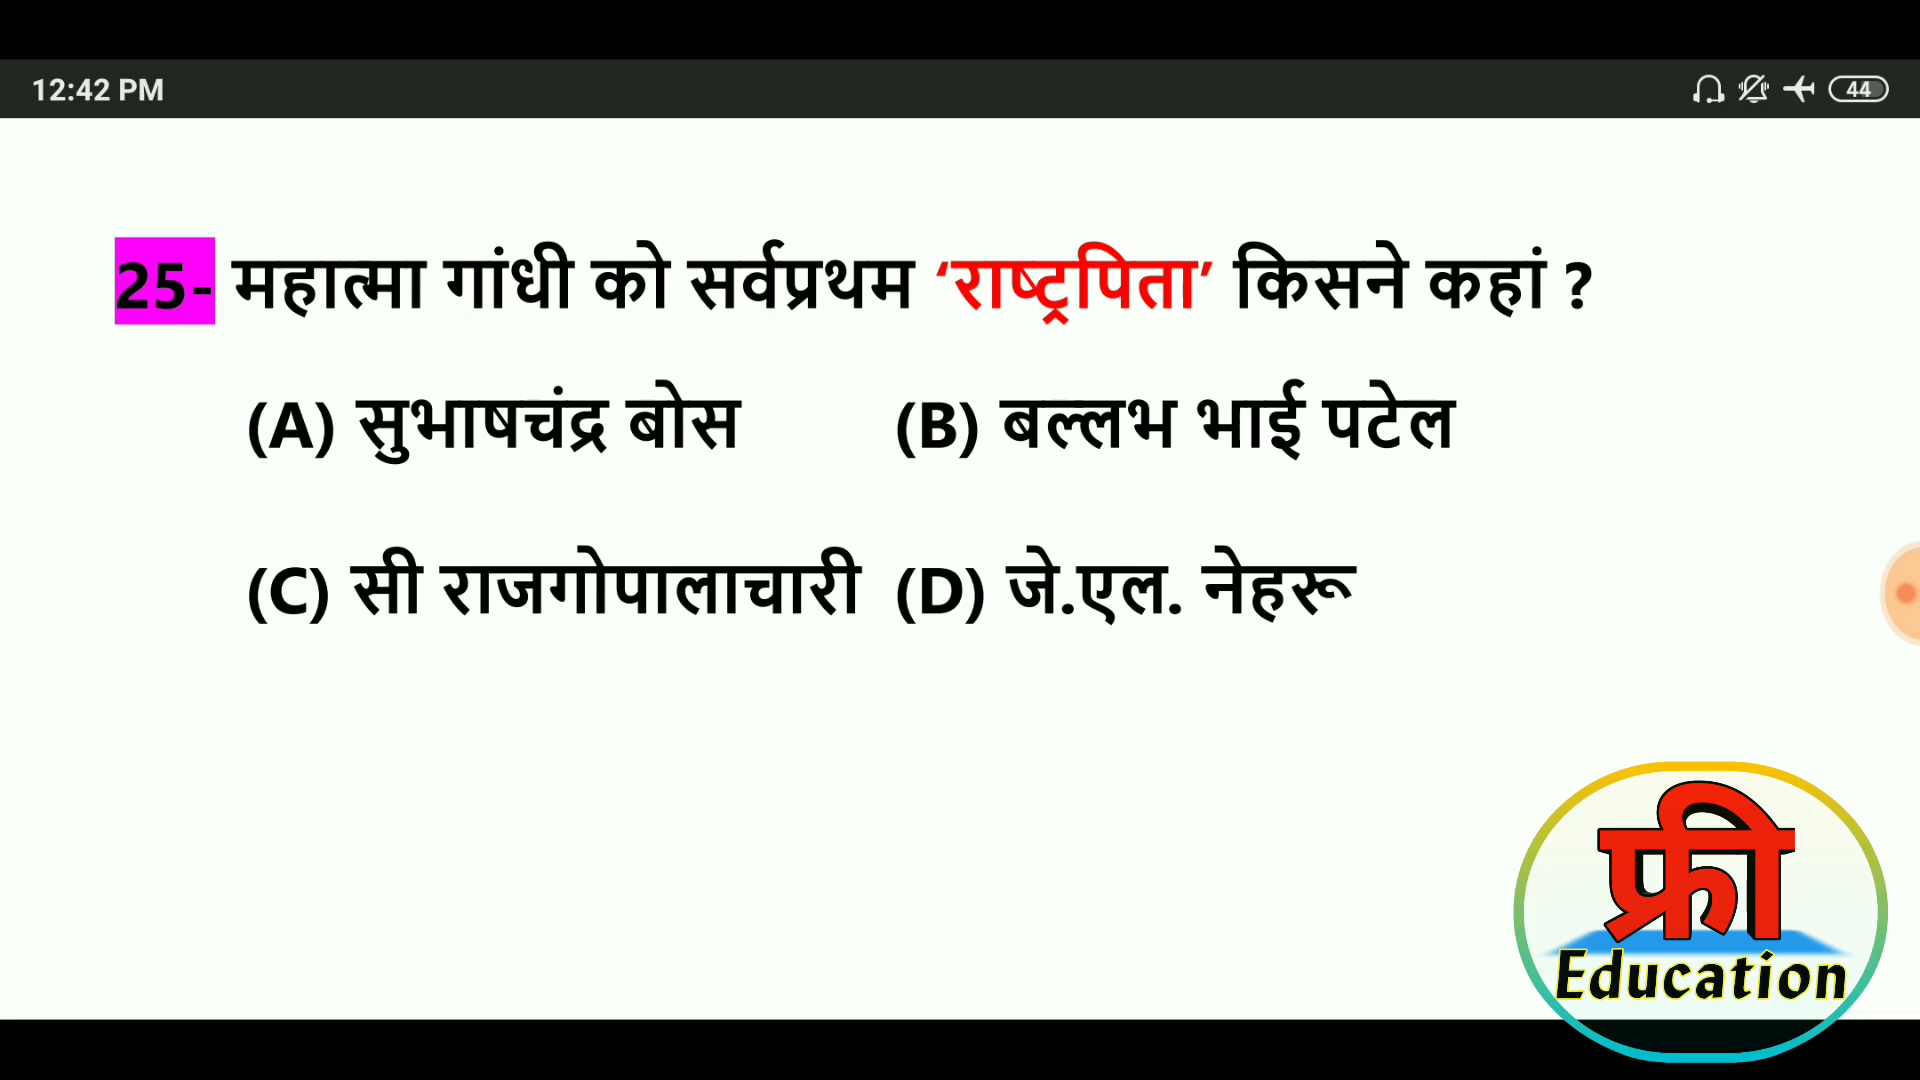 12:42 PM
44
25- महात्मा गांधी को सर्वप्रथम ‘राष्ट्रपिता’ किसने कहां ?
(A) सुभाषचंद्र बोस (B) बल्लभ भाई पटेल
(C) सी राजगोपालाचारी (D) जे.एल. नेहरू
फ्री
Education